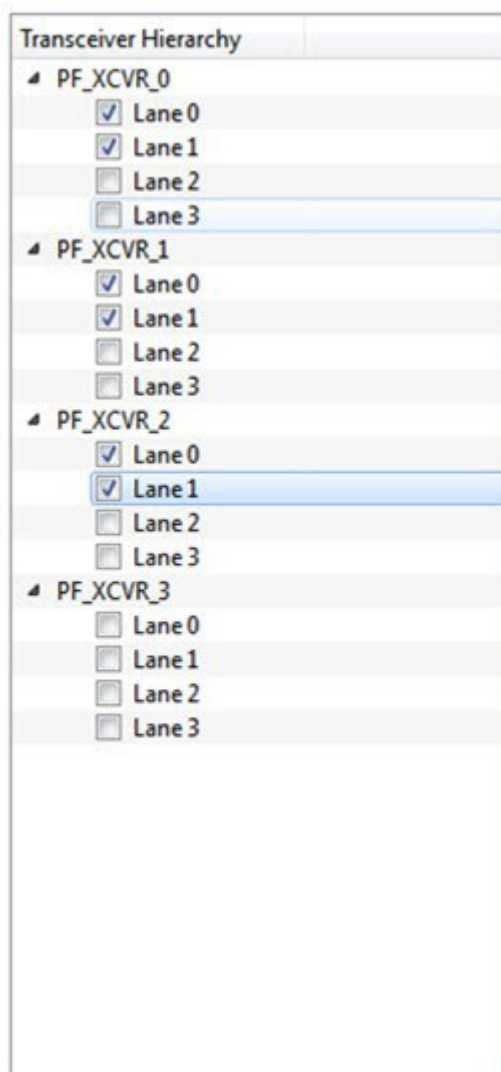 Transceiver Hierarchy
PF_XCVR_0
Lane 0
Lane 1
Lane 2
Lane 3
PF_XCVR_1
Lane 0
Lane 1
Lane 2
Lane 3
PF_XCVR_2
Lane 0
Lane 1
Lane 2
Lane 3
PF_XCVR_3
Lane 0
Lane 1
Lane 2
Lane 3